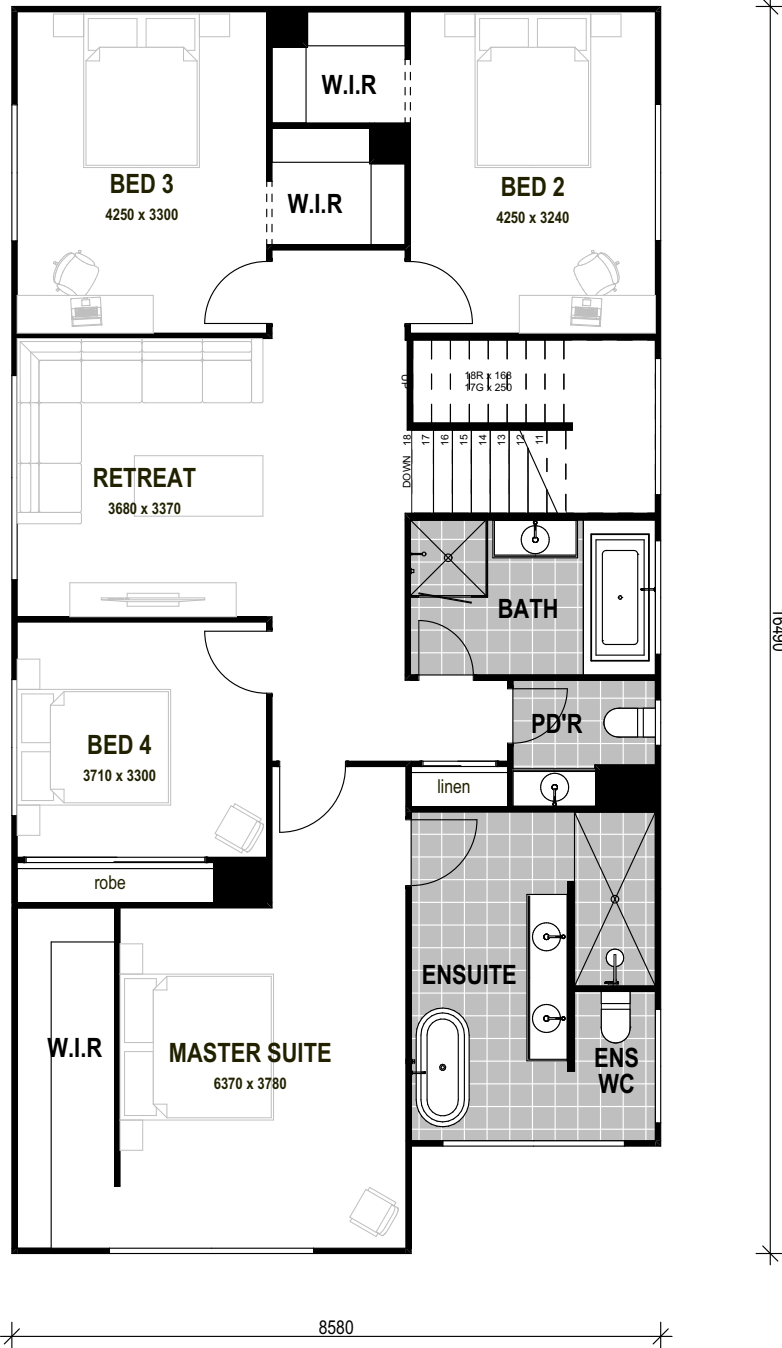 W.I.R
BED 3
4250 x 3300
W.I.R
BED 2
4250 x 3240
UP
18R x 168
17G x 250
DOWN
18
17
16
15
14
13
12
11
RETREAT
3680 x 3370
BATH
PD'R
BED 4
3710 x 3300
linen
robe
ENSUITE
W.I.R
MASTER SUITE
6370 x 3780
ENS
WC
16490
8580